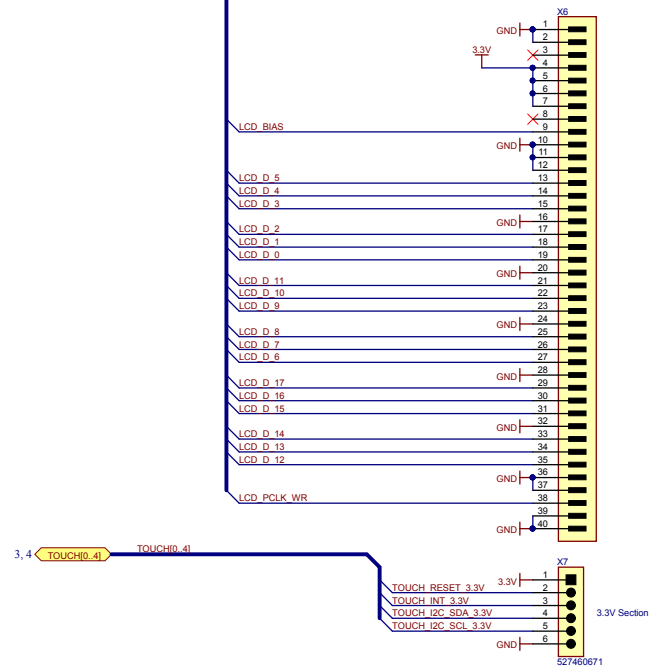 X6
GND 1
2
3.3V 3
4
5
6
7
8
LCD_BIAS 9
GND 10
11
12
LCD_D_5 13
LCD_D_4 14
LCD_D_3 15
GND 16
LCD_D_2 17
LCD_D_1 18
LCD_D_0 19
GND 20
LCD_D_11 21
LCD_D_10 22
LCD_D_9 23
GND 24
LCD_D_8 25
LCD_D_7 26
LCD_D_6 27
GND 28
LCD_D_17 29
LCD_D_16 30
LCD_D_15 31
GND 32
LCD_D_14 33
LCD_D_13 34
LCD_D_12 35
GND 36
37
LCD_PCLK_WR 38
39
GND 40
3, 4 TOUCH[0..4] TOUCH[0..4]
X7
3.3V 1
TOUCH_RESET_3.3V 2
TOUCH_INT_3.3V 3
TOUCH_I2C_SDA_3.3V 4 3.3V Section
TOUCH_I2C_SCL_3.3V 5
GND 6
527460671